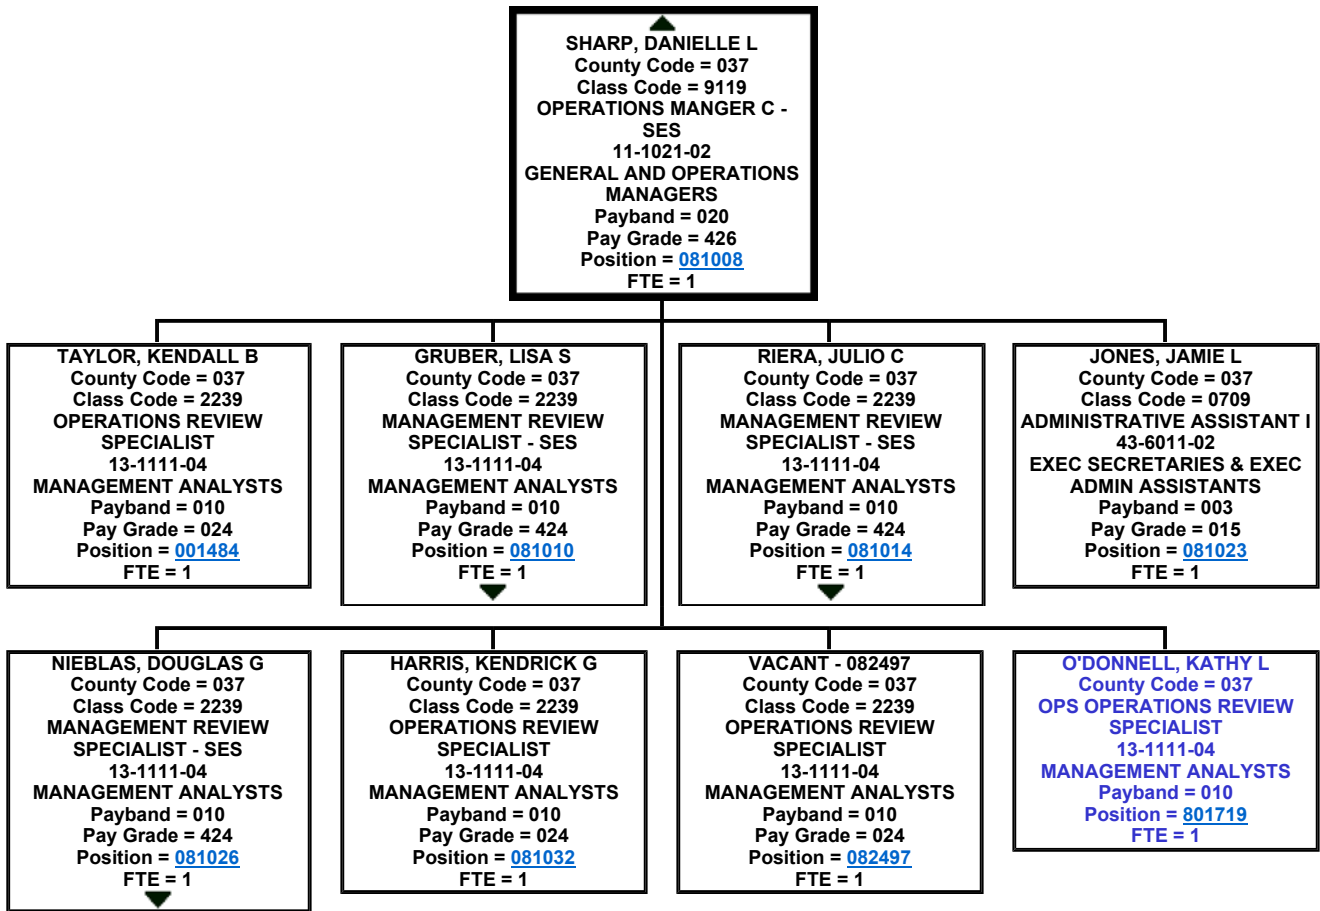 SHARP, DANIELLE L
County Code = 037
Class Code = 9119
OPERATIONS MANGER C -
SES
11-1021-02
GENERAL AND OPERATIONS
MANAGERS
Payband = 020
Pay Grade = 426
Position = 081008
FTE = 1
TAYLOR, KENDALL B
County Code = 037
Class Code = 2239
OPERATIONS REVIEW
SPECIALIST
13-1111-04
MANAGEMENT ANALYSTS
Payband = 010
Pay Grade = 024
Position = 001484
FTE = 1
GRUBER, LISA S
County Code = 037
Class Code = 2239
MANAGEMENT REVIEW
SPECIALIST - SES
13-1111-04
MANAGEMENT ANALYSTS
Payband = 010
Pay Grade = 424
Position = 081010
FTE = 1
RIERA, JULIO C
County Code = 037
Class Code = 2239
MANAGEMENT REVIEW
SPECIALIST - SES
13-1111-04
MANAGEMENT ANALYSTS
Payband = 010
Pay Grade = 424
Position = 081014
FTE = 1
JONES, JAMIE L
County Code = 037
Class Code = 0709
ADMINISTRATIVE ASSISTANT I
43-6011-02
EXEC SECRETARIES & EXEC
ADMIN ASSISTANTS
Payband = 003
Pay Grade = 015
Position = 081023
FTE = 1
NIEBLAS, DOUGLAS G
County Code = 037
Class Code = 2239
MANAGEMENT REVIEW
SPECIALIST - SES
13-1111-04
MANAGEMENT ANALYSTS
Payband = 010
Pay Grade = 424
Position = 081026
FTE = 1
HARRIS, KENDRICK G
County Code = 037
Class Code = 2239
OPERATIONS REVIEW
SPECIALIST
13-1111-04
MANAGEMENT ANALYSTS
Payband = 010
Pay Grade = 024
Position = 081032
FTE = 1
VACANT - 082497
County Code = 037
Class Code = 2239
OPERATIONS REVIEW
SPECIALIST
13-1111-04
MANAGEMENT ANALYSTS
Payband = 010
Pay Grade = 024
Position = 082497
FTE = 1
O'DONNELL, KATHY L
County Code = 037
OPS OPERATIONS REVIEW
SPECIALIST
13-1111-04
MANAGEMENT ANALYSTS
Payband = 010
Position = 801719
FTE = 1